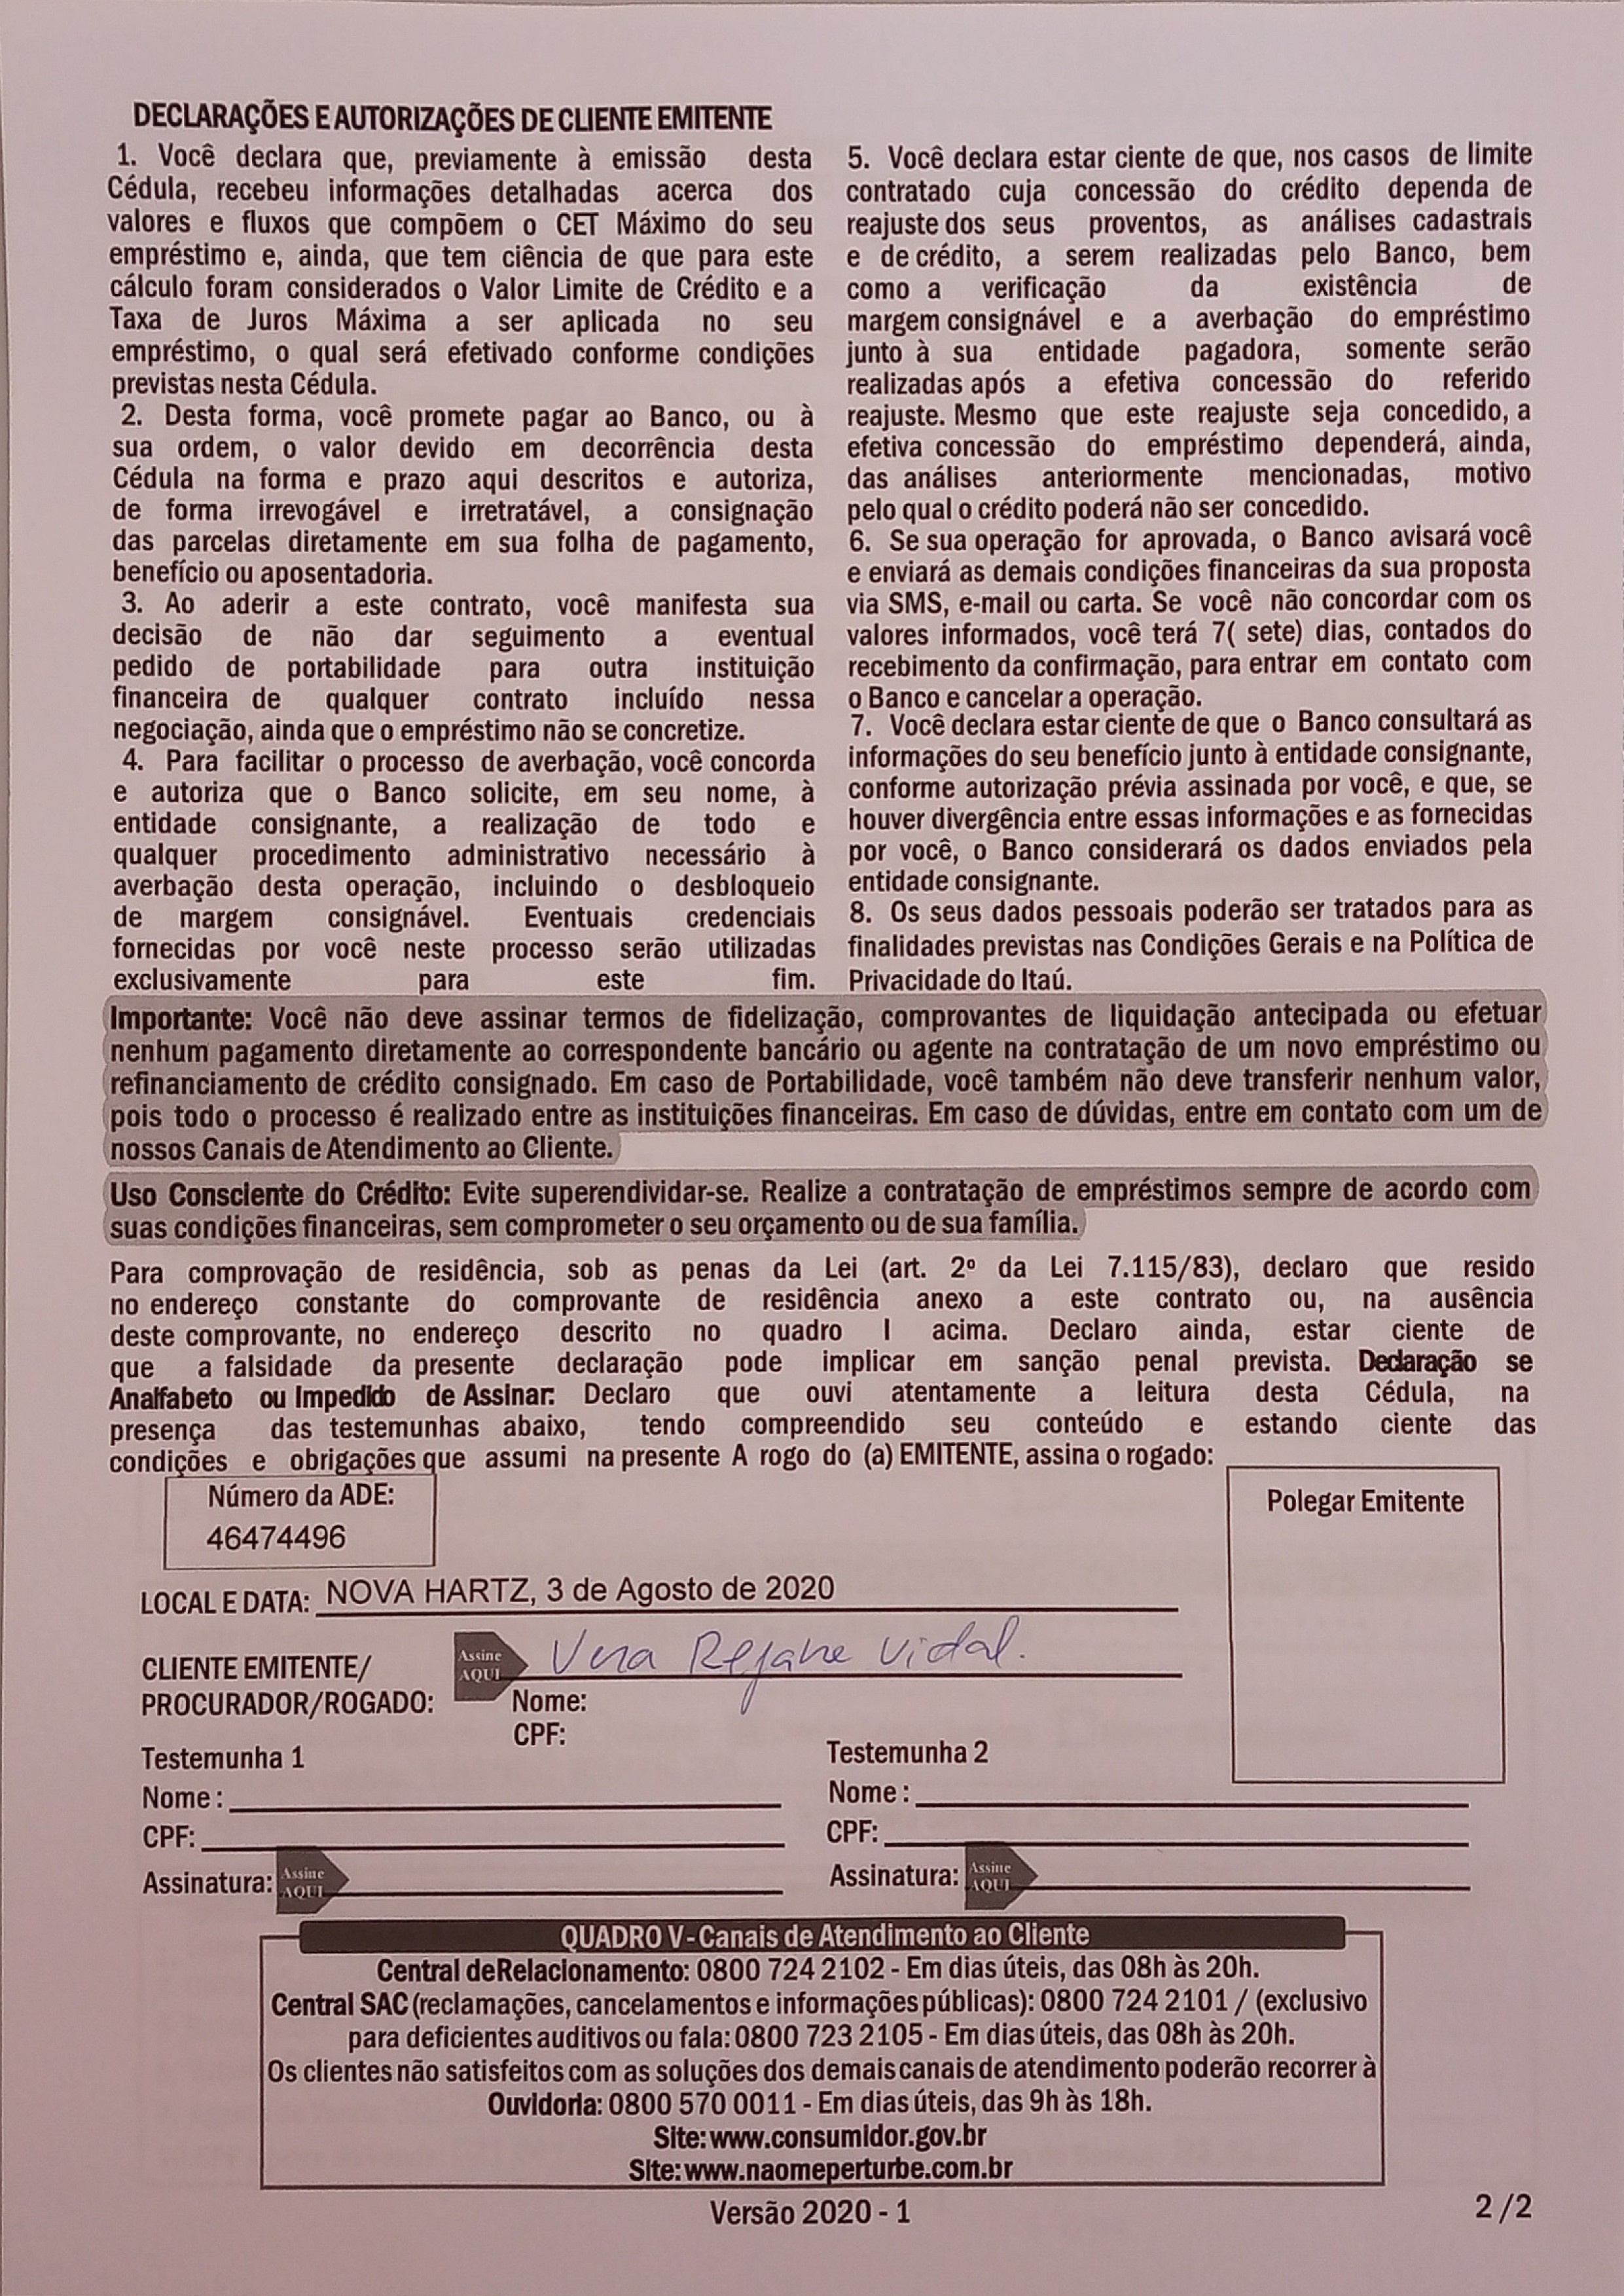 DECLARAÇÕES E AUTORIZAÇÕES DE CLIENTE EMITENTE
1. Você declara que, previamente à emissão desta
Cédula, recebeu informações detalhadas acerca dos
valores e fluxos que compõem o CET Máximo do seu
empréstimo e, ainda, que tem ciência de que para este
cálculo foram considerados o Valor Limite de Crédito e a
Taxa de Juros Máxima a ser aplicada no seu
empréstimo, o qual será efetivado conforme condições
previstas nesta Cédula.
2. Desta forma, você promete pagar ao Banco, ou à
sua ordem, o valor devido em decorrência desta
Cédula na forma e prazo aqui descritos e autoriza,
de forma irrevogável e irretratável, a consignação
das parcelas diretamente em sua folha de pagamento,
benefício ou aposentadoria.
3. Ao aderir a este contrato, você manifesta sua
decisão de não dar seguimento a eventual
pedido de portabilidade para outra instituição
financeira de qualquer contrato incluído nessa
negociação, ainda que o empréstimo não se concretize.
4. Para facilitar o processo de averbação, você concorda
e autoriza que o Banco solicite, em seu nome, à
entidade consignante, a realização de todo e
qualquer procedimento administrativo necessário à
averbação desta operação, incluindo o desbloqueio
de margem consignável. Eventuais credenciais
fornecidas por você neste processo serão utilizadas
exclusivamente para este fim.
5. Você declara estar ciente de que, nos casos de limite
contratado cuja concessão do crédito dependa de
reajuste dos seus proventos, as análises cadastrais
e de crédito, a serem realizadas pelo Banco, bem
como a verificação da existência de
margem consignável e a averbação do empréstimo
junto à sua entidade pagadora, somente serão
realizadas após a efetiva concessão do referido
reajuste. Mesmo que este reajuste seja concedido, a
efetiva concessão do empréstimo dependerá, ainda,
das análises anteriormente mencionadas, motivo
pelo qual o crédito poderá não ser concedido.
6. Se sua operação for aprovada, o Banco avisará você
e enviará as demais condições financeiras da sua proposta
via SMS, e-mail ou carta. Se você não concordar com os
valores informados, você terá 7( sete) dias, contados do
recebimento da confirmação, para entrar em contato com
o Banco e cancelar a operação.
7. Você declara estar ciente de que o Banco consultará as
informações do seu benefício junto à entidade consignante,
conforme autorização prévia assinada por você, e que, se
houver divergência entre essas informações e as fornecidas
por você, o Banco considerará os dados enviados pela
entidade consignante.
8. Os seus dados pessoais poderão ser tratados para as
finalidades previstas nas Condições Gerais e na Política de
Privacidade do Itaú.
Importante: Você não deve assinar termos de fidelização, comprovantes de liquidação antecipada ou efetuar
nenhum pagamento diretamente ao correspondente bancário ou agente na contratação de um novo empréstimo ou
refinanciamento de crédito consignado. Em caso de Portabilidade, você também não deve transferir nenhum valor,
pois todo o processo é realizado entre as instituições financeiras. Em caso de dúvidas, entre em contato com um de
nossos Canais de Atendimento ao Cliente.
Uso Consciente do Crédito: Evite superendividar-se. Realize a contratação de empréstimos sempre de acordo com
suas condições financeiras, sem comprometer o seu orçamento ou de sua família.
Para comprovação de residência, sob as penas da Lei (art. 2º da Lei 7.115/83), declaro que resido
no endereço constante do comprovante de residência anexo a este contrato ou, na ausência
deste comprovante, no endereço descrito no quadro I acima. Declaro ainda, estar ciente de
que a falsidade da presente declaração pode implicar em sanção penal prevista. Declaração se
Analfabeto ou Impedido de Assinar: Declaro que ouvi atentamente a leitura desta Cédula, na
presença das testemunhas abaixo, tendo compreendido seu conteúdo e estando ciente das
condições e obrigações que assumi na presente A rogo do (a) EMITENTE, assina o rogado:
Número da ADE:
46474496
Polegar Emitente
LOCAL E DATA: NOVA HARTZ, 3 de Agosto de 2020
CLIENTE EMITENTE/
PROCURADOR/ROGADO:
Assine
AQUI
Vera Rejane Vidal.
Nome:
CPF:
Testemunha 1
Nome :
CPF:
Assinatura: Assine
AQUI
Testemunha 2
Nome :
CPF:
Assinatura: Assine
AQUI
QUADRO V - Canais de Atendimento ao Cliente
Central de Relacionamento: 0800 724 2102 - Em dias úteis, das 08h às 20h.
Central SAC (reclamações, cancelamentos e informações públicas): 0800 724 2101 / (exclusivo
para deficientes auditivos ou fala: 0800 723 2105 - Em dias úteis, das 08h às 20h.
Os clientes não satisfeitos com as soluções dos demais canais de atendimento poderão recorrer à
Ouvidoria: 0800 570 0011 - Em dias úteis, das 9h às 18h.
Site: www.consumidor.gov.br
Site: www.naomeperturbe.com.br
Versão 2020 - 1
2 /2